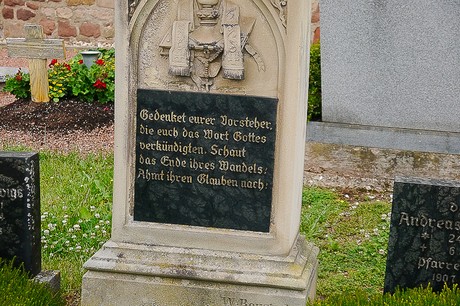 Gedenket eurer Vorsteher,
die euch das Wort Gottes
verkündigten. Schaut
das Ende ihres Wandels;
Ahmt ihren Glauben nach;
Andreas
Pfarre